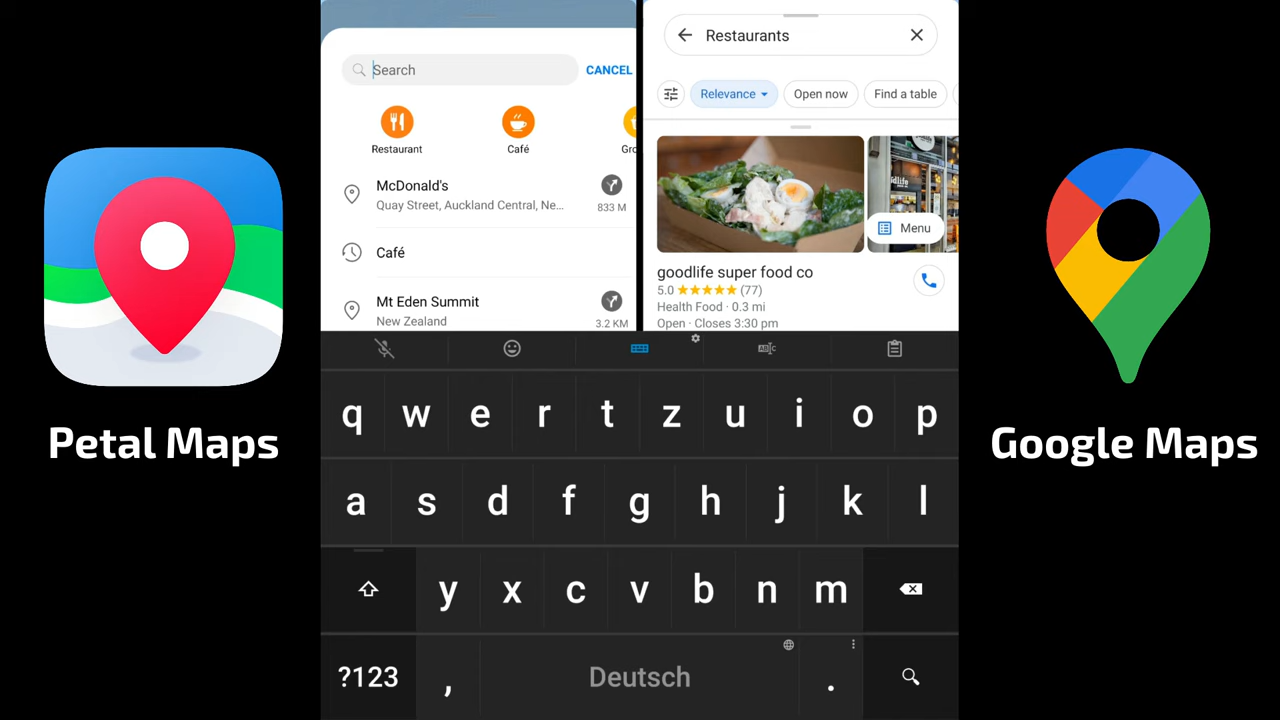 Search
CANCEL
Restaurant
Café
Gro
McDonald's
Quay Street, Auckland Central, Ne...
833 M
Café
Mt Eden Summit
New Zealand
3.2 KM
Restaurants
Relevance
Open now
Find a table
Menu
goodlife super food co
5.0 ★★★★★ (77)
Health Food · 0.3 mi
Open · Closes 3:30 pm
Petal Maps
Google Maps
q w e r t z u i o p
a s d f g h j k l
y x c v b n m
?123 , Deutsch .